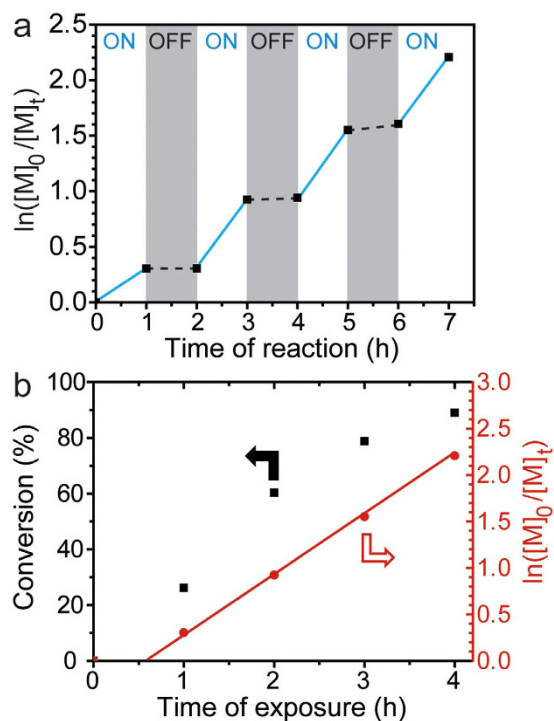 a
ON OFF ON OFF ON OFF ON
2.5
2.0
1.5
1.0
0.5
0.0
ln([M]0/[M]t)
0 1 2 3 4 5 6 7
Time of reaction (h)
b
100
80
60
40
20
0
Conversion (%)
3.0
2.5
2.0
1.5
1.0
0.5
0.0
ln([M]0/[M]t)
0 1 2 3 4
Time of exposure (h)